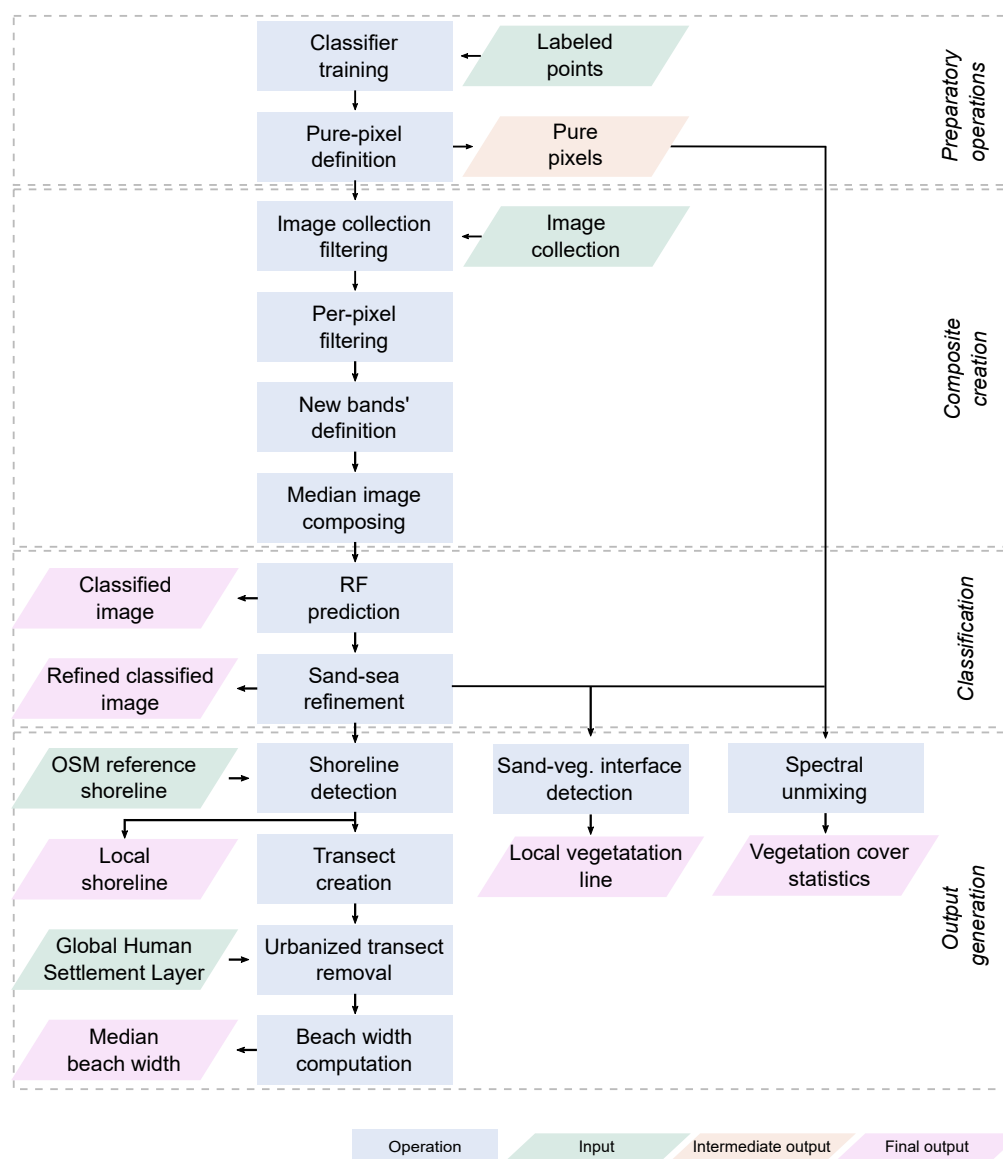 Classifier
training
Labeled
points
Pure-pixel
definition
Pure
pixels
Preparatory
operations
Image collection
filtering
Image
collection
Per-pixel
filtering
New bands'
definition
Median image
composing
Composite
creation
Classified
image
RF
prediction
Refined classified
image
Sand-sea
refinement
Classification
OSM reference
shoreline
Shoreline
detection
Sand-veg. interface
detection
Spectral
unmixing
Local
shoreline
Transect
creation
Local vegetatation
line
Vegetation cover
statistics
Global Human
Settlement Layer
Urbanized transect
removal
Median
beach width
Beach width
computation
Output
generation
Operation
Input
Intermediate output
Final output